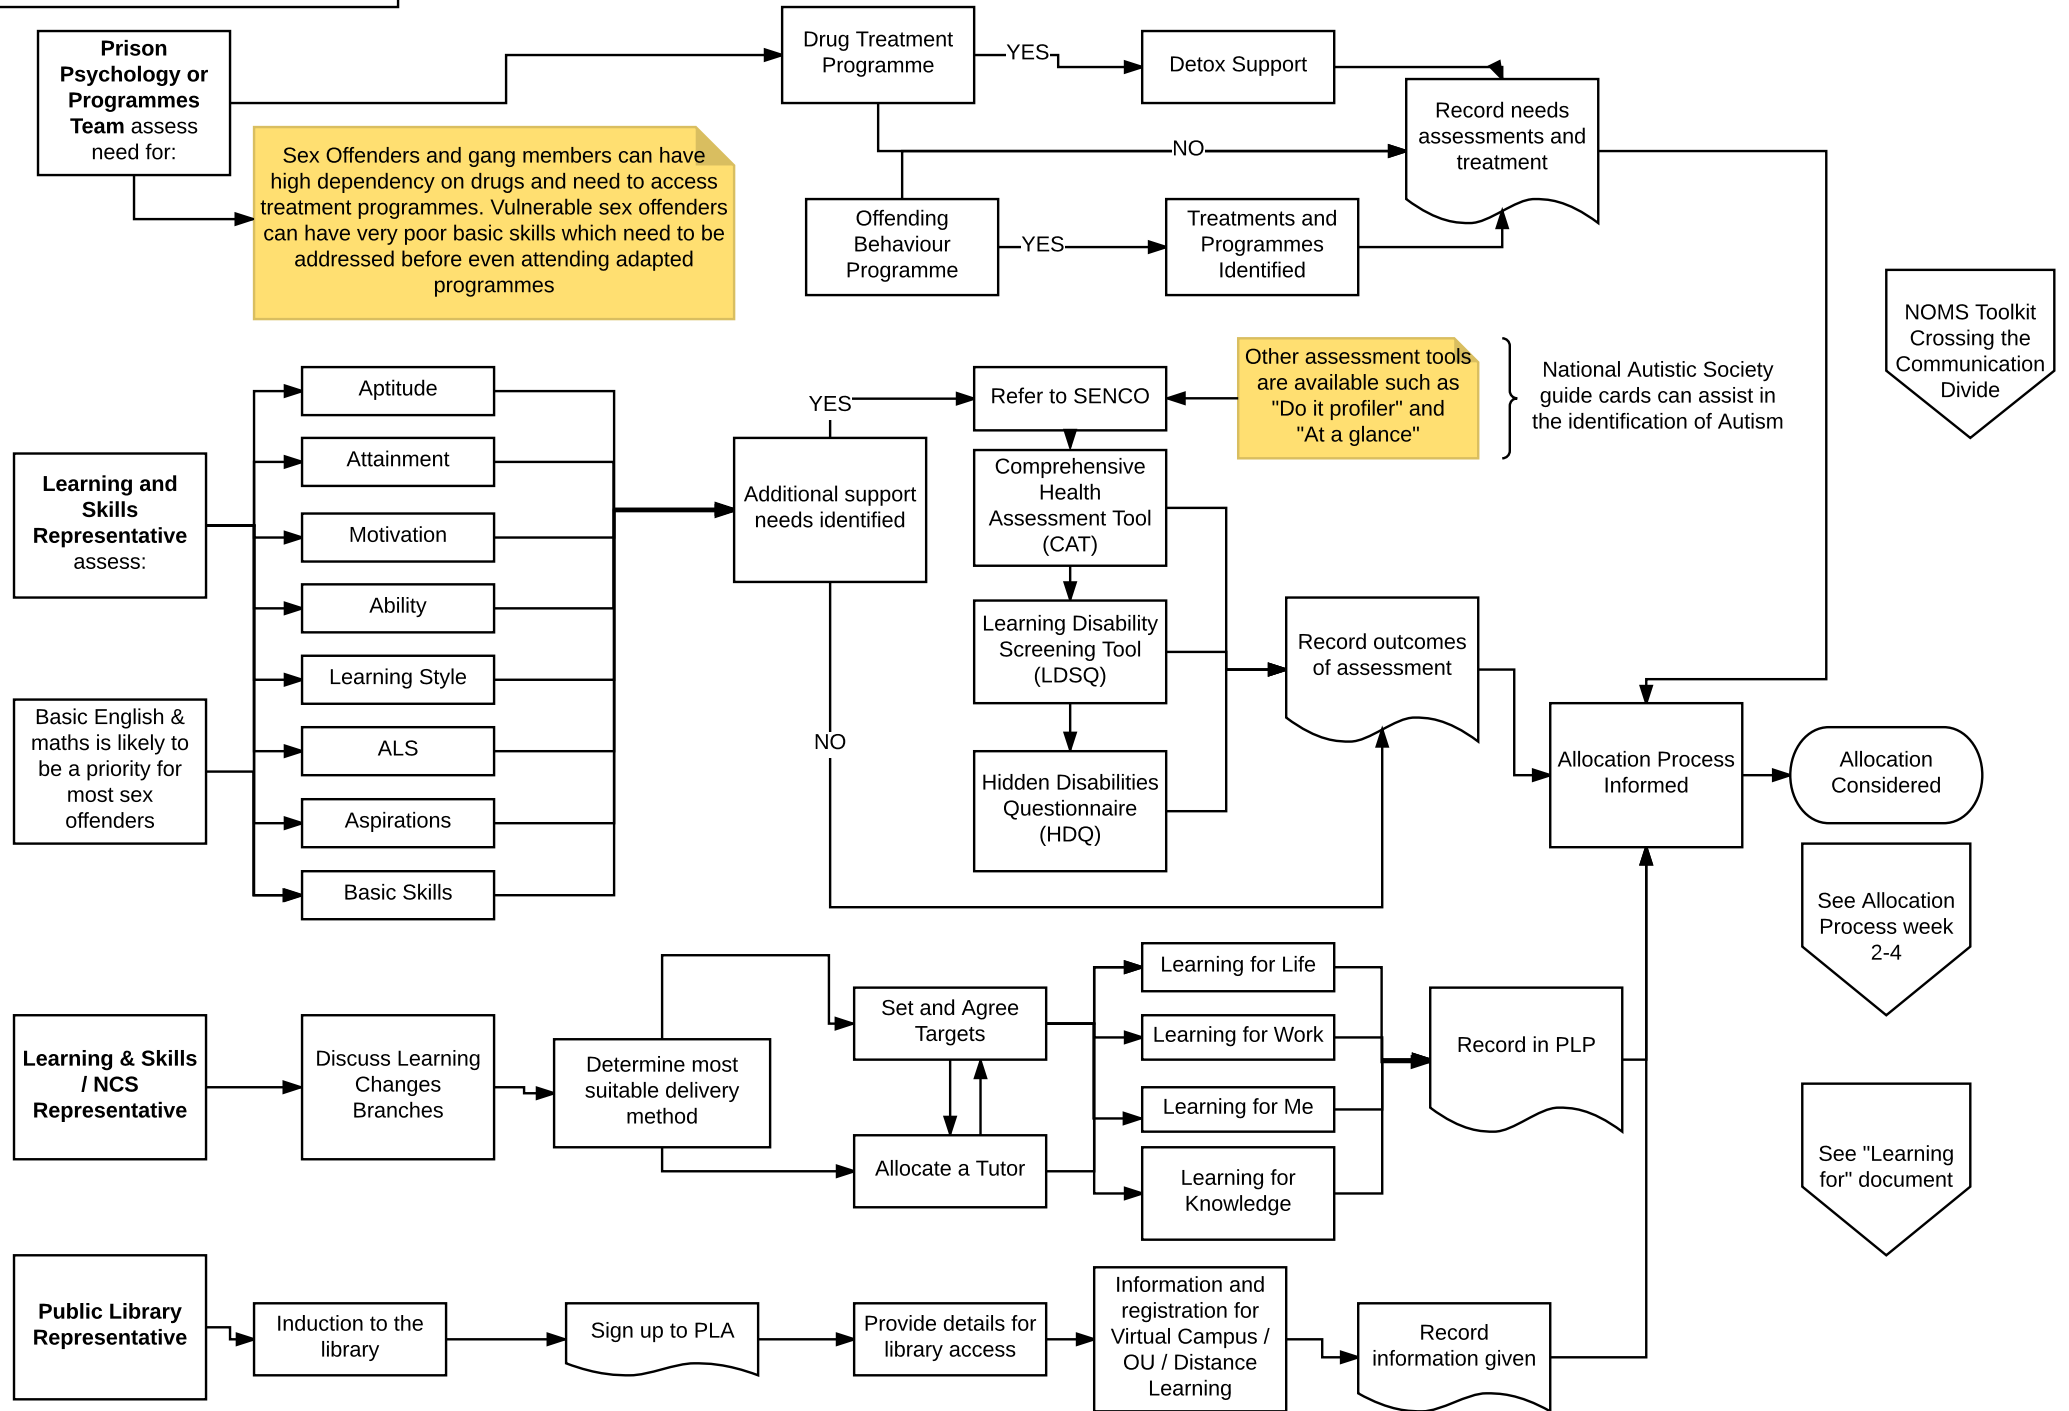 Prison
Psychology or
Programmes
Team assess
need for:
Drug Treatment
Programme
YES
Detox Support
Record needs
assessments and
treatment
Sex Offenders and gang members can have
high dependency on drugs and need to access
treatment programmes. Vulnerable sex offenders
can have very poor basic skills which need to be
addressed before even attending adapted
programmes
NO
Offending
Behaviour
Programme
YES
Treatments and
Programmes
Identified
NOMS Toolkit
Crossing the
Communication
Divide
Learning and
Skills
Representative
assess:
Basic English &
maths is likely to
be a priority for
most sex
offenders
Aptitude
Attainment
Motivation
Ability
Learning Style
ALS
Aspirations
Basic Skills
Additional support
needs identified
YES
NO
Refer to SENCO
Other assessment tools
are available such as
"Do it profiler" and
"At a glance"
National Autistic Society
guide cards can assist in
the identification of Autism
Comprehensive
Health
Assessment Tool
(CAT)
Learning Disability
Screening Tool
(LDSQ)
Hidden Disabilities
Questionnaire
(HDQ)
Record outcomes
of assessment
Allocation Process
Informed
Allocation
Considered
See Allocation
Process week
2-4
Learning & Skills
/ NCS
Representative
Discuss Learning
Changes
Branches
Determine most
suitable delivery
method
Set and Agree
Targets
Allocate a Tutor
Learning for Life
Learning for Work
Learning for Me
Learning for
Knowledge
Record in PLP
See "Learning
for" document
Public Library
Representative
Induction to the
library
Sign up to PLA
Provide details for
library access
Information and
registration for
Virtual Campus /
OU / Distance
Learning
Record
information given